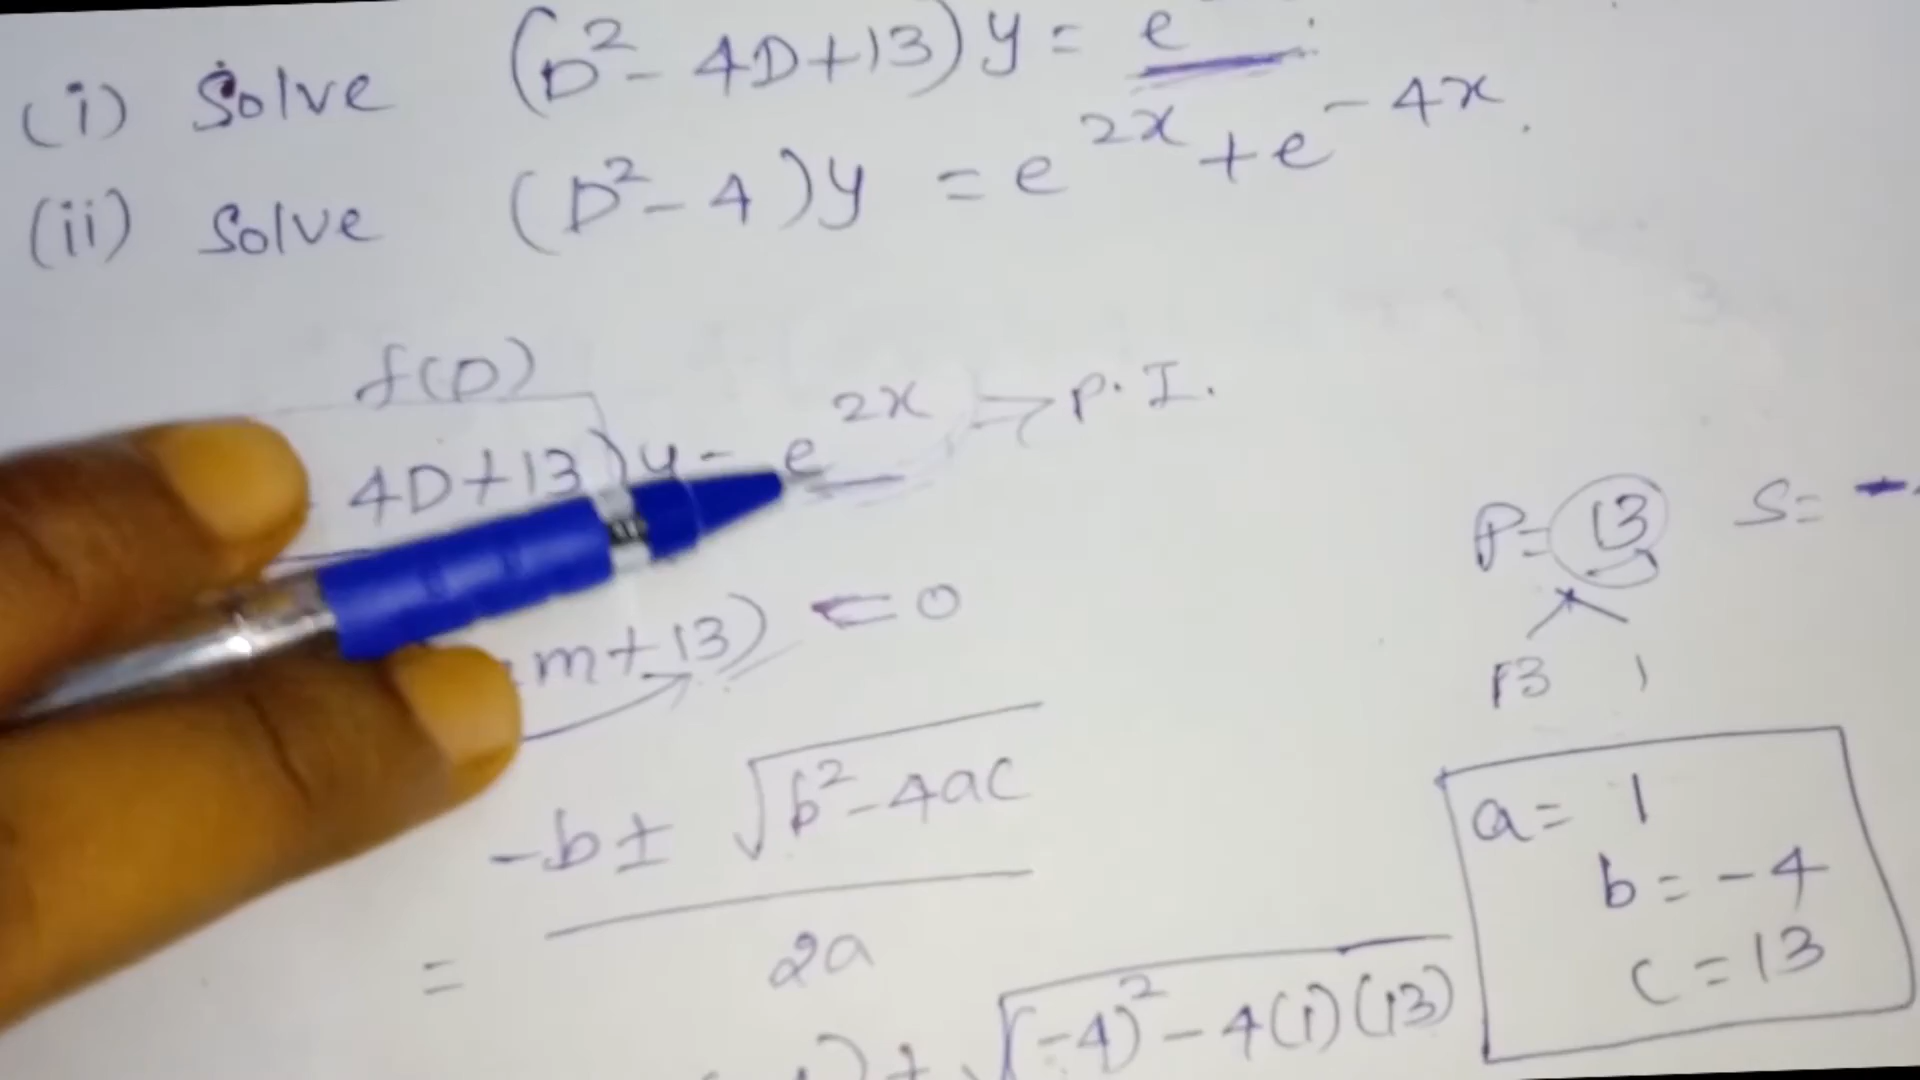 (i) Solve (D²-4D+13)y = e
(ii) Solve (D²-4)y = e^2x + e^-4x.
f(D)
4D+13)y = e^2x → P.I.
P=13 S= -
m+13) = 0
13 1
-b ± √b²-4ac
a = 1
b = -4
= 2a
c = 13
± √(-4)²-4(1)(13)